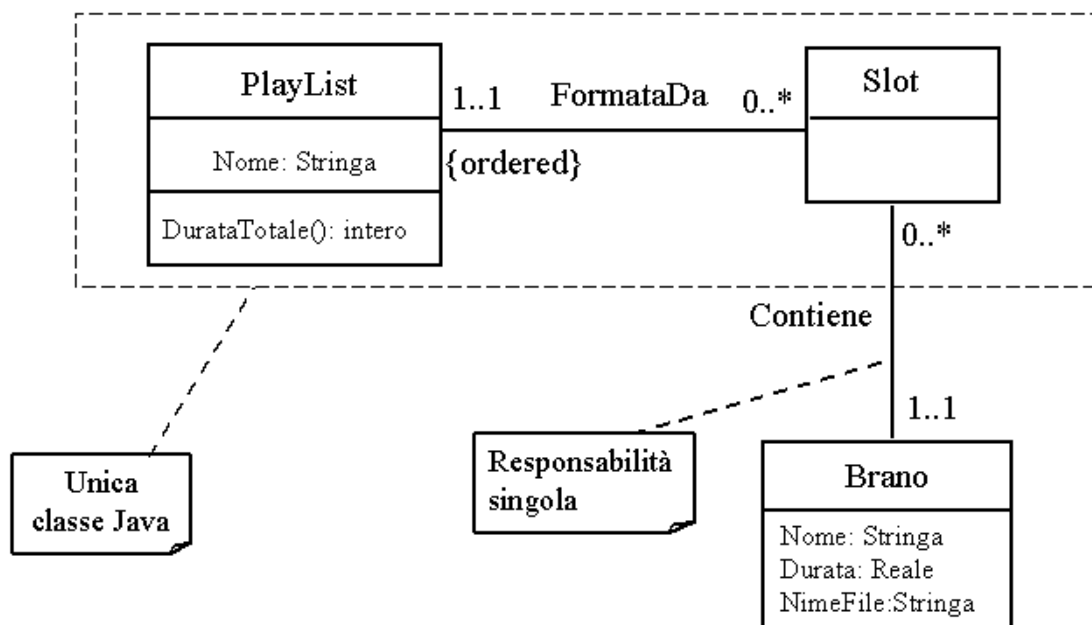 PlayList
Nome: Stringa
DurataTotale(): intero
1..1
FormataDa
0..*
{ordered}
Slot
0..*
Contiene
1..1
Unica
classe Java
Responsabilità
singola
Brano
Nome: Stringa
Durata: Reale
NimeFile:Stringa